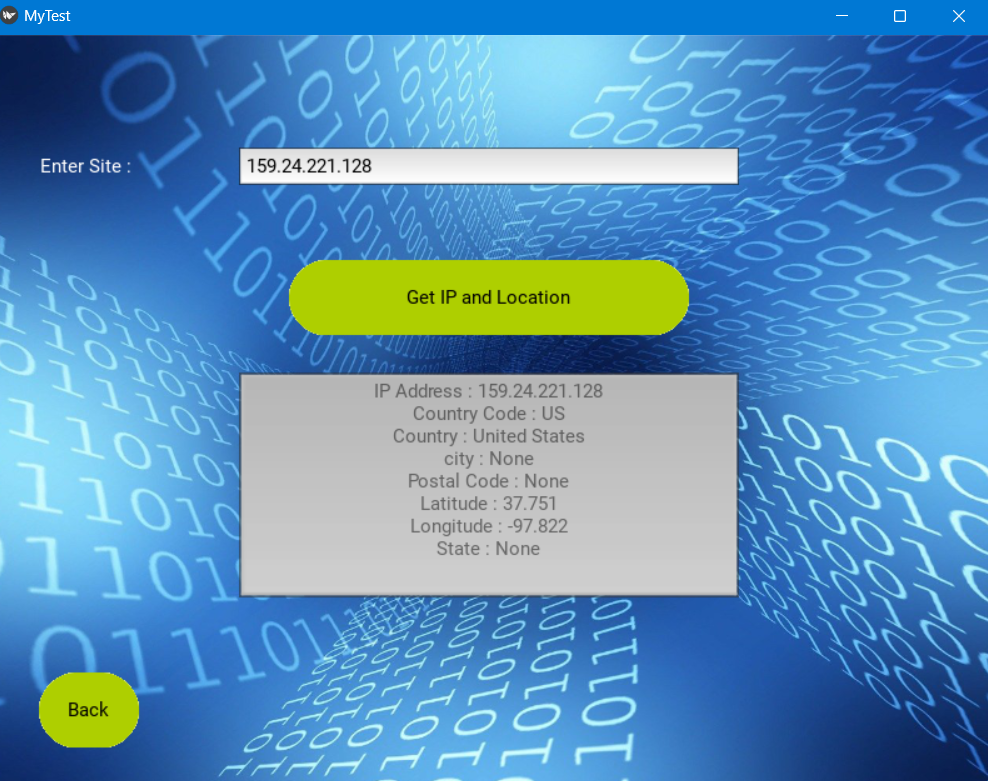 MyTest
Enter Site :
159.24.221.128
Get IP and Location
IP Address : 159.24.221.128
Country Code : US
Country : United States
city : None
Postal Code : None
Latitude : 37.751
Longitude : -97.822
State : None
Back